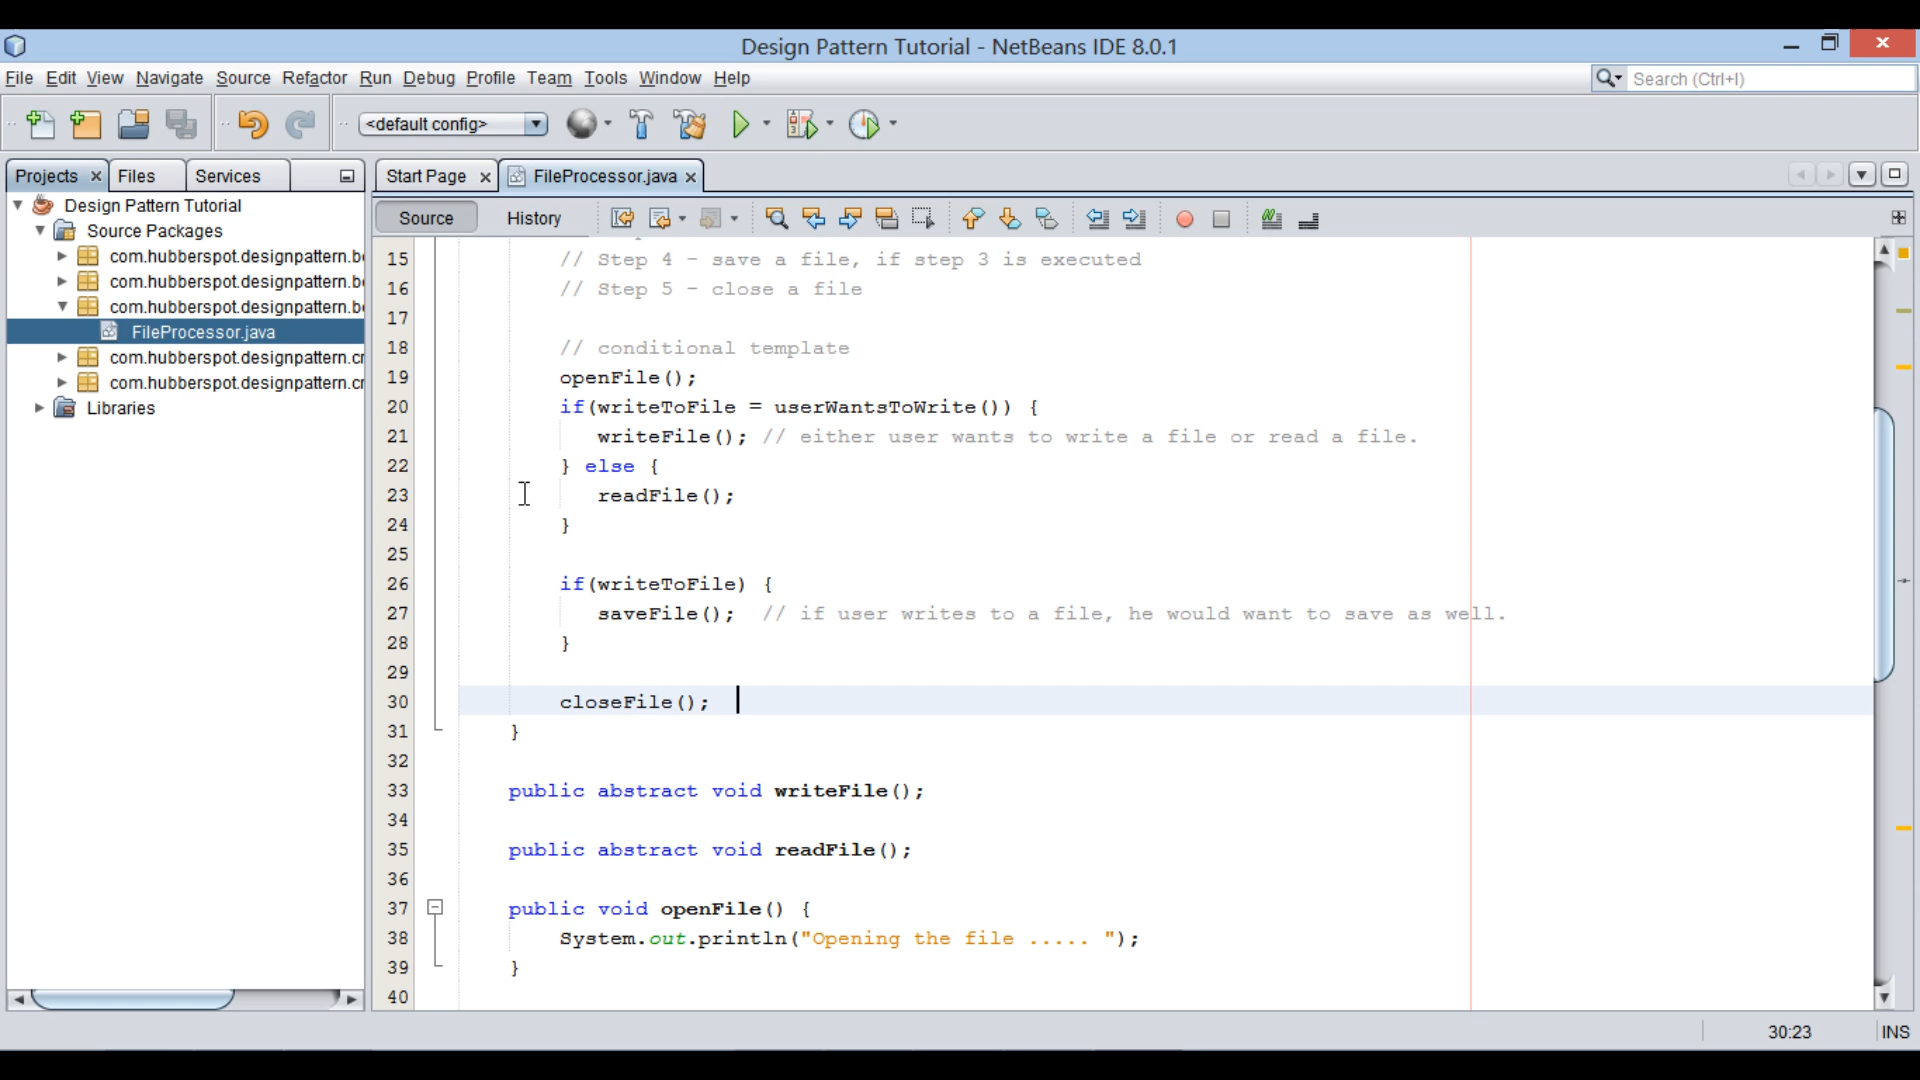 Design Pattern Tutorial - NetBeans IDE 8.0.1
File Edit View Navigate Source Refactor Run Debug Profile Team Tools Window Help
Search (Ctrl+I)
<default config>
Projects Files Services
Start Page FileProcessor.java
Source History
Design Pattern Tutorial
Source Packages
com.hubberspot.designpattern.be
com.hubberspot.designpattern.be
com.hubberspot.designpattern.be
FileProcessor.java
com.hubberspot.designpattern.cr
com.hubberspot.designpattern.cr
Libraries
15 // Step 4 - save a file, if step 3 is executed
16 // Step 5 - close a file
17
18 // conditional template
19 openFile();
20 if(writeToFile = userWantsToWrite()) {
21 writeFile(); // either user wants to write a file or read a file.
22 } else {
23 readFile();
24 }
25
26 if(writeToFile) {
27 saveFile(); // if user writes to a file, he would want to save as well.
28 }
29
30 closeFile();
31 }
32
33 public abstract void writeFile();
34
35 public abstract void readFile();
36
37 public void openFile() {
38 System.out.println("Opening the file ..... ");
39 }
40
30:23 INS